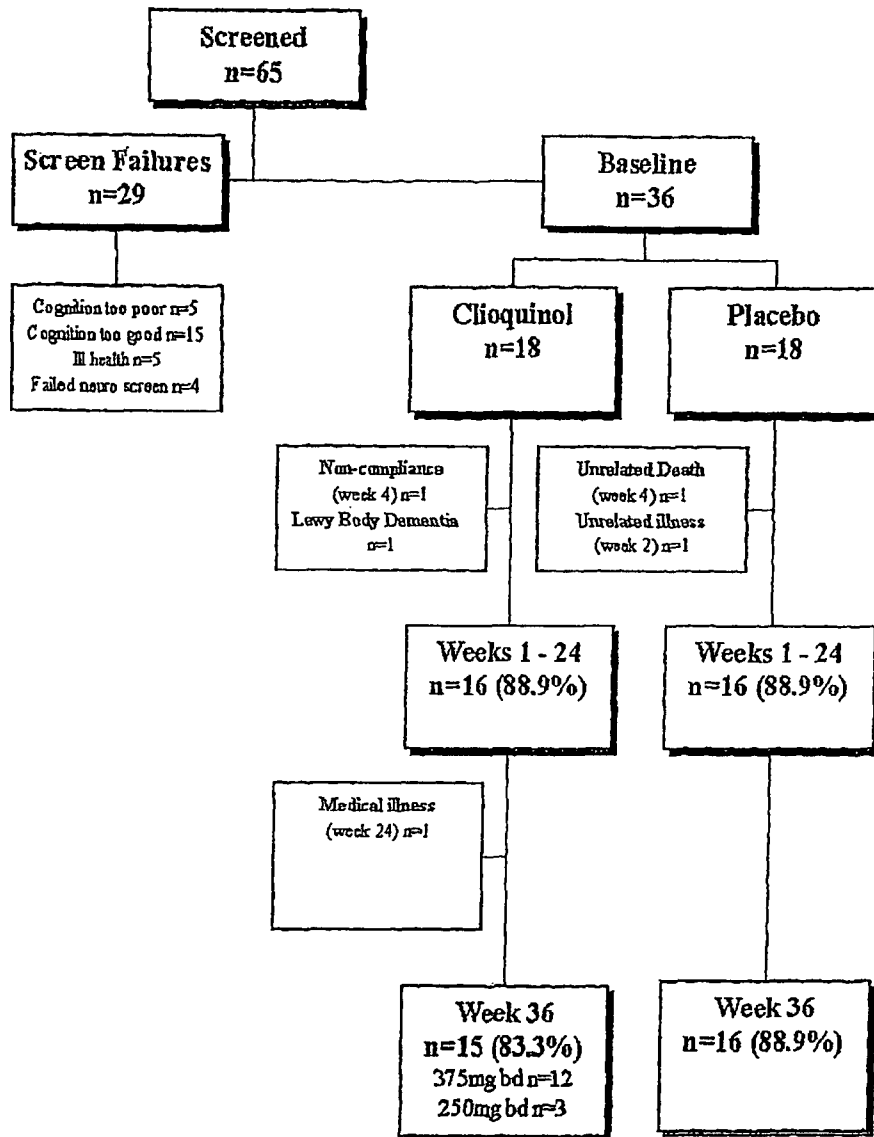 Screened
n=65
Screen Failures
n=29
Baseline
n=36
Cognition too poor n=5
Cognition too good n=15
Ill health n=5
Failed neuro screen n=4
Clioquinol
n=18
Placebo
n=18
Non-compliance
(week 4) n=1
Lewy Body Dementia
n=1
Unrelated Death
(week 4) n=1
Unrelated illness
(week 2) n=1
Weeks 1 - 24
n=16 (88.9%)
Weeks 1 - 24
n=16 (88.9%)
Medical illness
(week 24) n=1
Week 36
n=15 (83.3%)
375mg bd n=12
250mg bd n=3
Week 36
n=16 (88.9%)